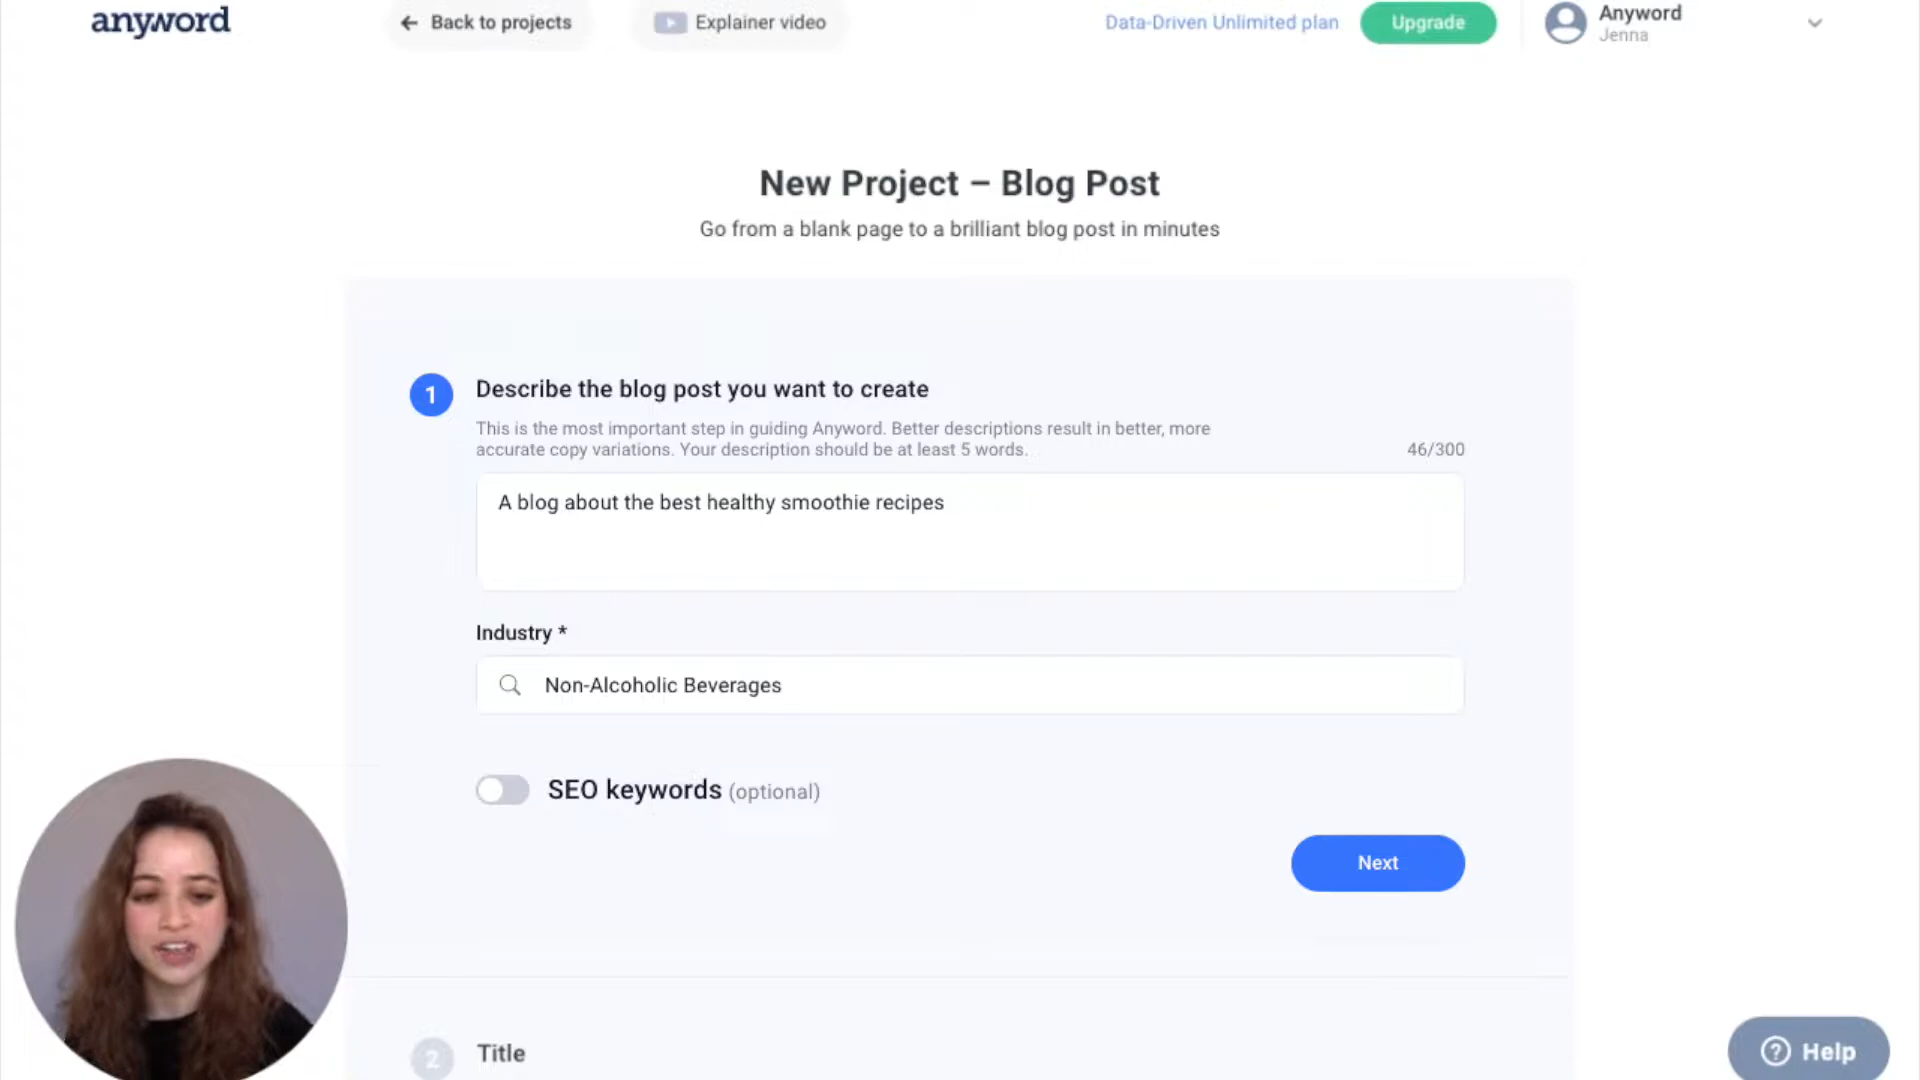 anyword
Back to projects
Explainer video
Data-Driven Unlimited plan
Upgrade
Anyword
Jenna
New Project – Blog Post
Go from a blank page to a brilliant blog post in minutes
1
Describe the blog post you want to create
This is the most important step in guiding Anyword. Better descriptions result in better, more
accurate copy variations. Your description should be at least 5 words.
46/300
A blog about the best healthy smoothie recipes
Industry *
Non-Alcoholic Beverages
SEO keywords (optional)
Next
2
Title
? Help